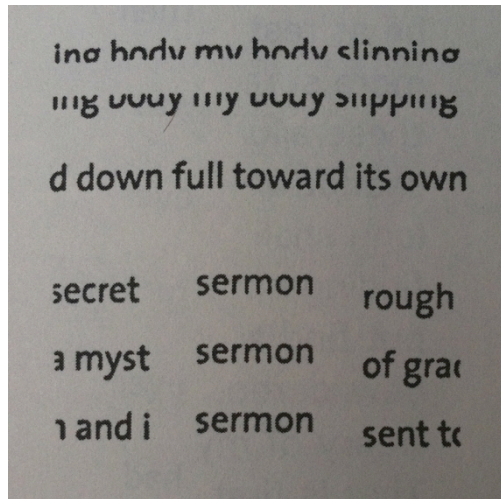 ing body my body slipping
ing body my body slipping
d down full toward its own
secret sermon rough
a myst sermon of grac
and i sermon sent to